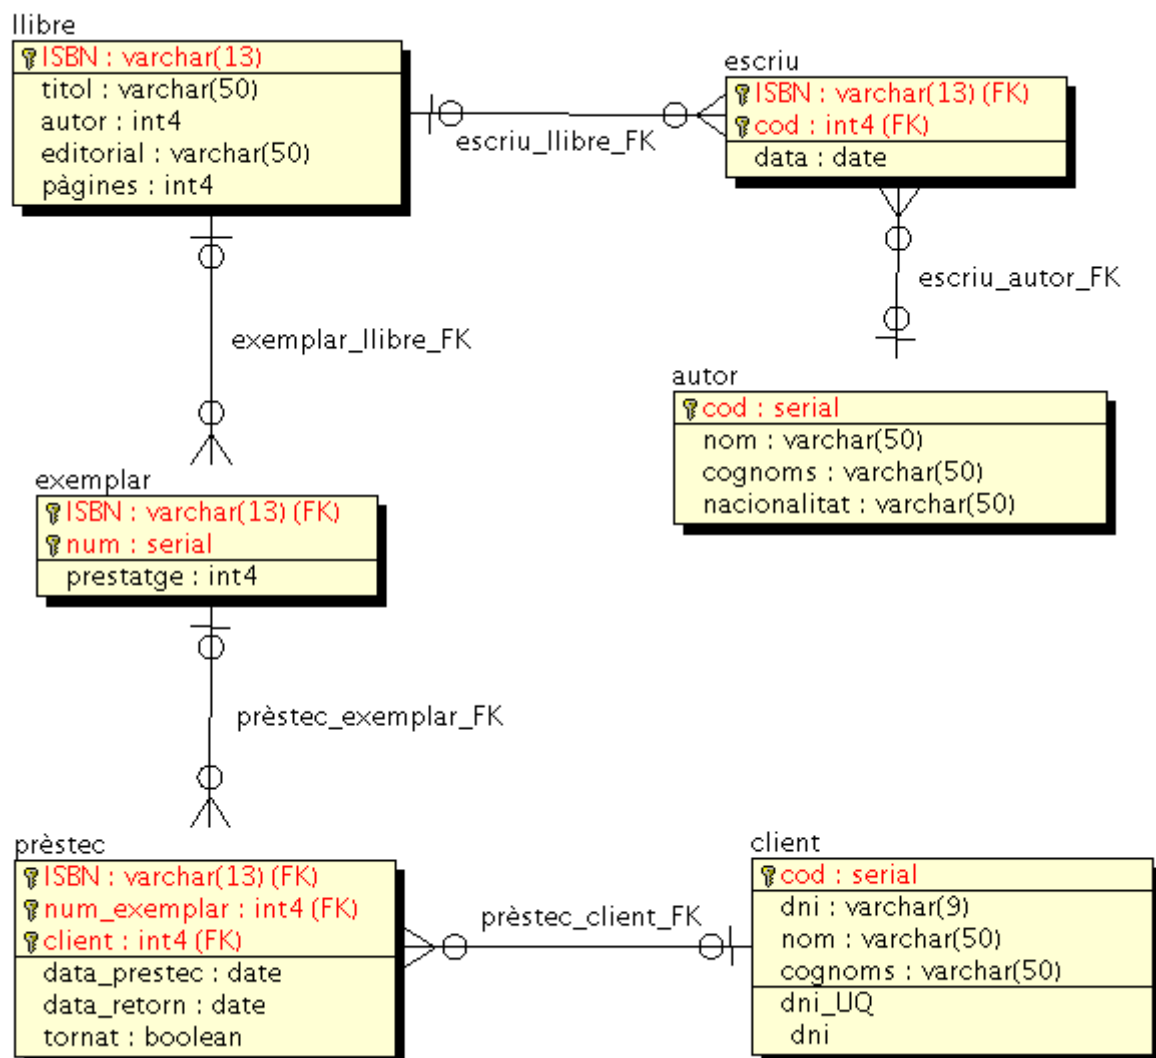 llibre
ISBN : varchar(13)
titol : varchar(50)
autor : int4
editorial : varchar(50)
pàgines : int4
escriu_llibre_FK
escriu
ISBN : varchar(13) (FK)
cod : int4 (FK)
data : date
escriu_autor_FK
exemplar_llibre_FK
autor
cod : serial
nom : varchar(50)
cognoms : varchar(50)
nacionalitat : varchar(50)
exemplar
ISBN : varchar(13) (FK)
num : serial
prestatge : int4
prèstec_exemplar_FK
prèstec
ISBN : varchar(13) (FK)
num_exemplar : int4 (FK)
client : int4 (FK)
data_prestec : date
data_retorn : date
tornat : boolean
prèstec_client_FK
client
cod : serial
dni : varchar(9)
nom : varchar(50)
cognoms : varchar(50)
dni_UQ
dni